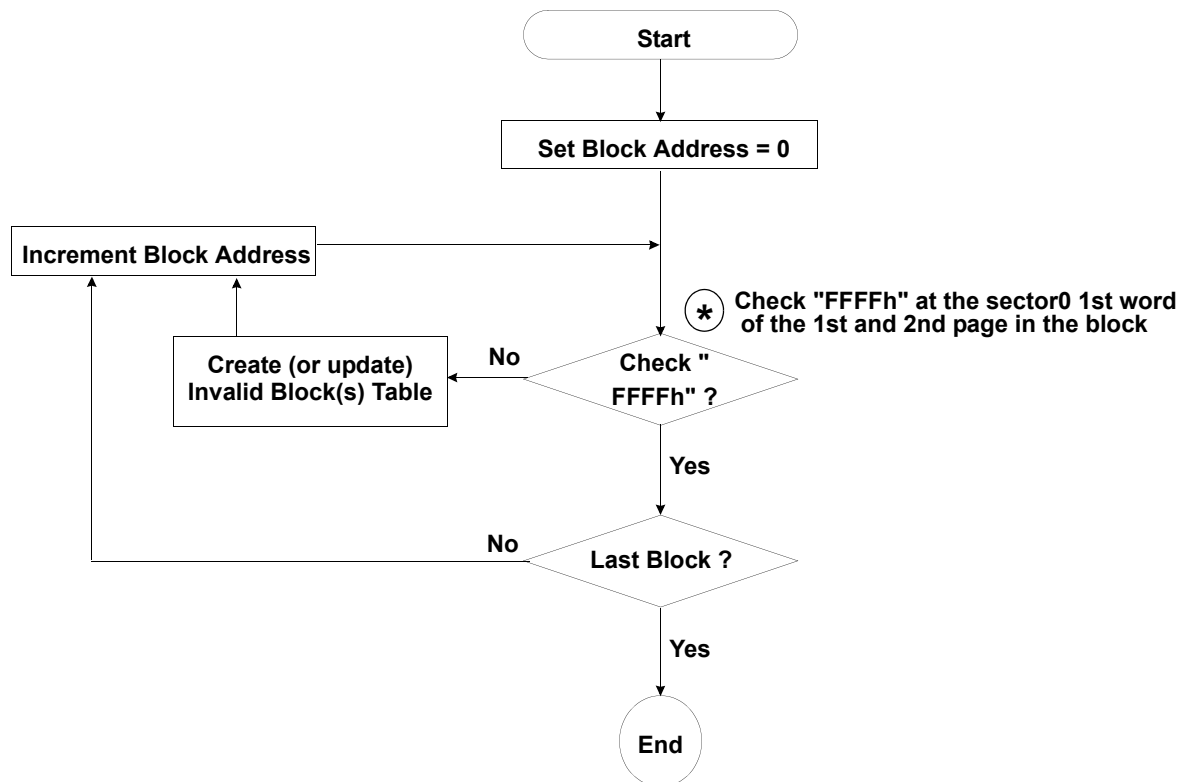 Start
Set Block Address = 0
Increment Block Address
* Check "FFFFh" at the sector0 1st word
of the 1st and 2nd page in the block
Create (or update)
Invalid Block(s) Table
No
Check "
FFFFh" ?
Yes
No
Last Block ?
Yes
End